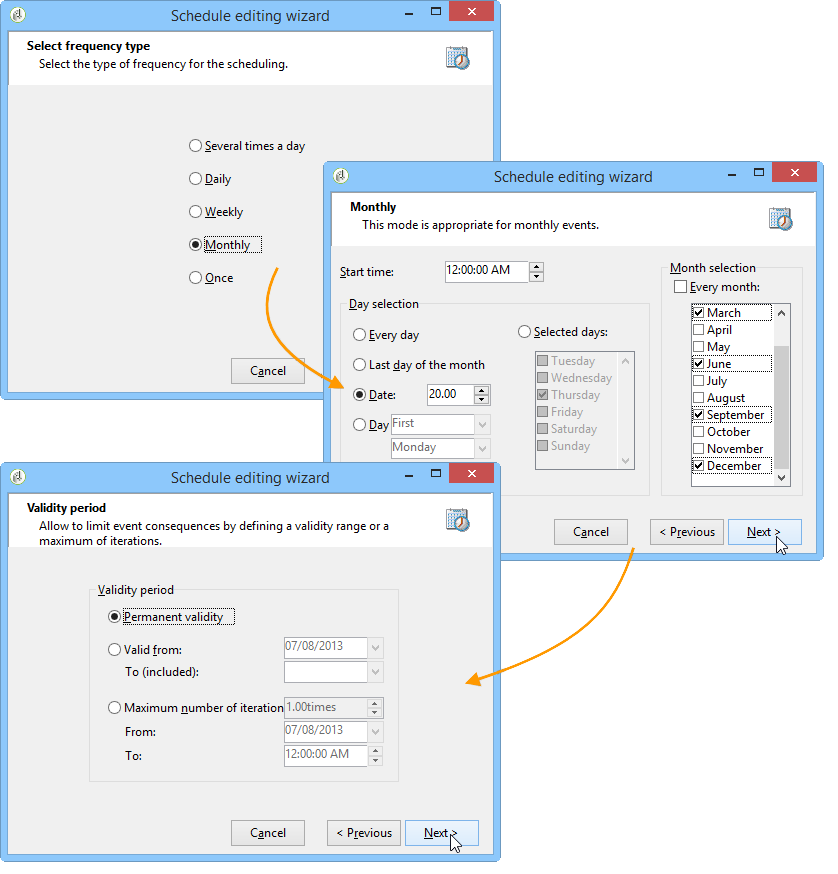 Schedule editing wizard
Select frequency type
Select the type of frequency for the scheduling.
Several times a day
Daily
Weekly
Monthly
Once
Cancel
Schedule editing wizard
Monthly
This mode is appropriate for monthly events.
Start time:
12:00:00 AM
Day selection
Every day
Last day of the month
Date:
20.00
Day
First
Monday
Selected days:
Tuesday
Wednesday
Thursday
Friday
Saturday
Sunday
Month selection
Every month:
March
April
May
June
July
August
September
October
November
December
Cancel
< Previous
Next >
Schedule editing wizard
Validity period
Allow to limit event consequences by defining a validity range or a
maximum of iterations.
Validity period
Permanent validity
Valid from:
07/08/2013
To (included):
Maximum number of iteration
1.00times
From:
07/08/2013
To:
12:00:00 AM
Cancel
< Previous
Next >